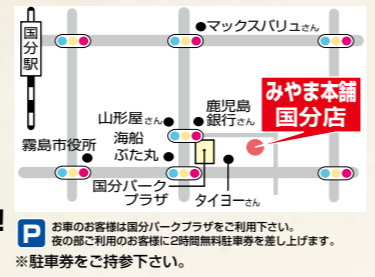 国分駅
マックスバリュさん
みやま本舗
国分店
山形屋さん
鹿児島
銀行さん
海船
ぶた丸
霧島市役所
国分パーク
プラザ
タイヨーさん
!
P
お車のお客様は国分パークプラザをご利用下さい。
夜の部ご利用のお客様に2時間無料駐車券を差し上げます。
※駐車券をご持参下さい。